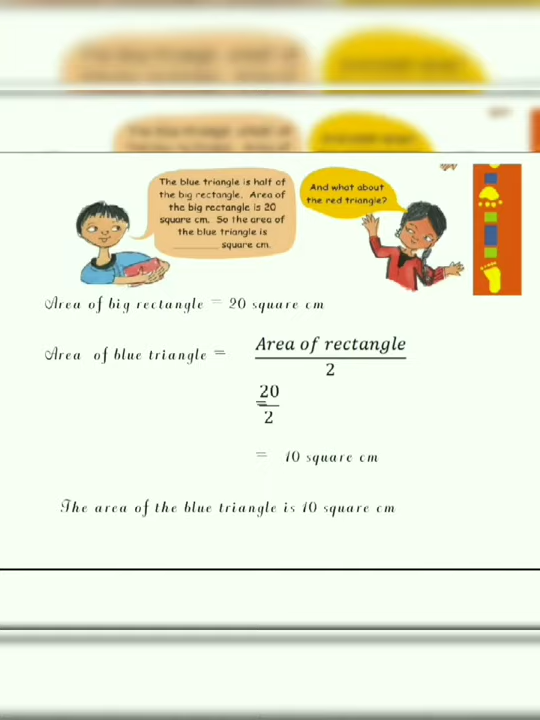 The blue triangle is half of
the big rectangle. Area of
the big rectangle is 20
square cm. So the area of
the blue triangle is
________ square cm.
And what about
the red triangle?
Area of big rectangle = 20 square cm
Area of blue triangle = Area of rectangle
2
= 20
2
= 10 square cm
The area of the blue triangle is 10 square cm